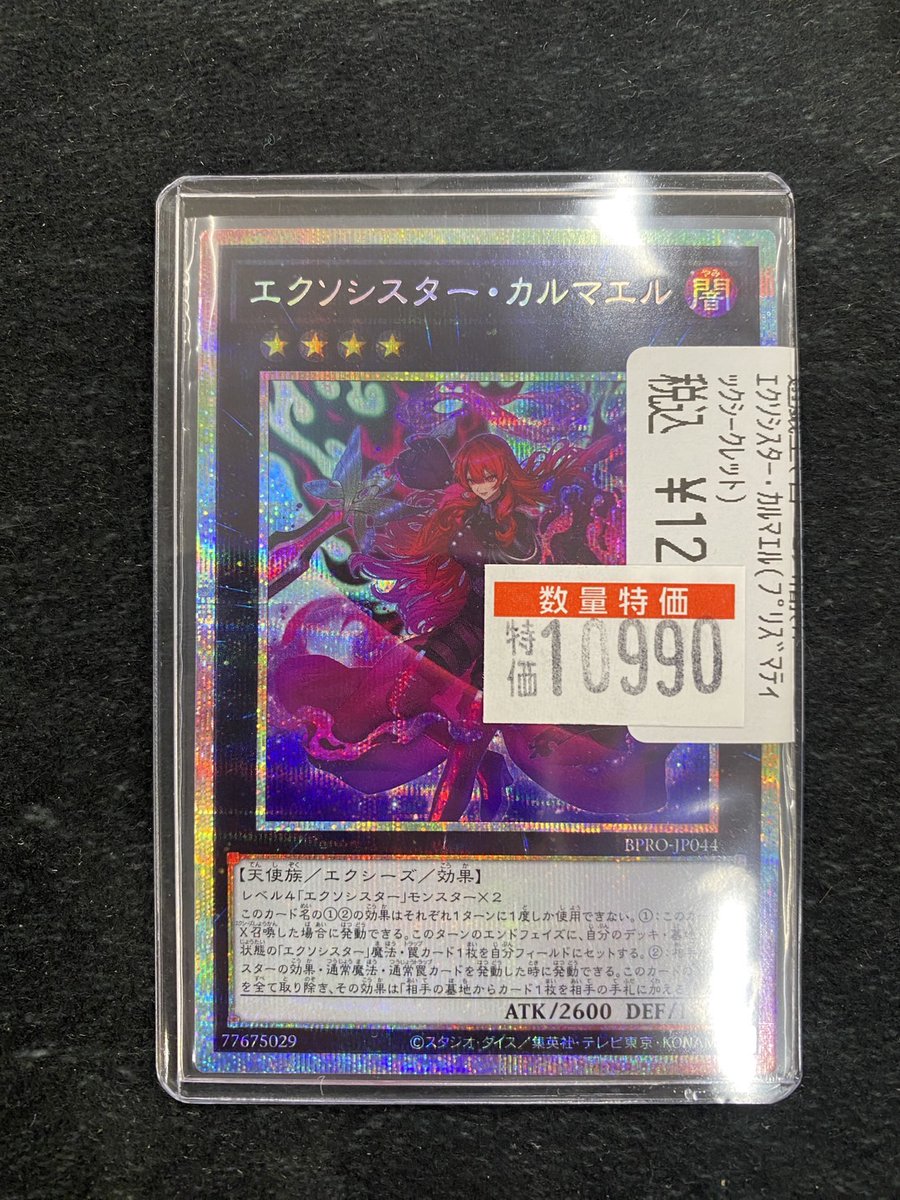 エクソシスター・カルマエル
やみ
闇
エクソシスター・カルマエル(プリズマティ
ックシークレット)
税込 ¥12
数量特価
特価10990
BPRO-JP044
【天使族/エクシーズ/効果】
レベル4「エクソシスター」モンスター×2
このカード名の①②の効果はそれぞれ1ターンに1度しか使用できない。①:このカ
X召喚した場合に発動できる。このターンのエンドフェイズに、自分のデッキ・墓
状態の「エクソシスター」魔法・罠カード1枚を自分フィールドにセットする。②:相手
スターの効果・通常魔法・通常罠カードを発動した時に発動できる。このカード
を全て取り除き、その効果は「相手の墓地からカード1枚を相手の手札に加え
ATK/2600 DEF/1
77675029
©スタジオ・ダイス/集英社・テレビ東京・KONAM